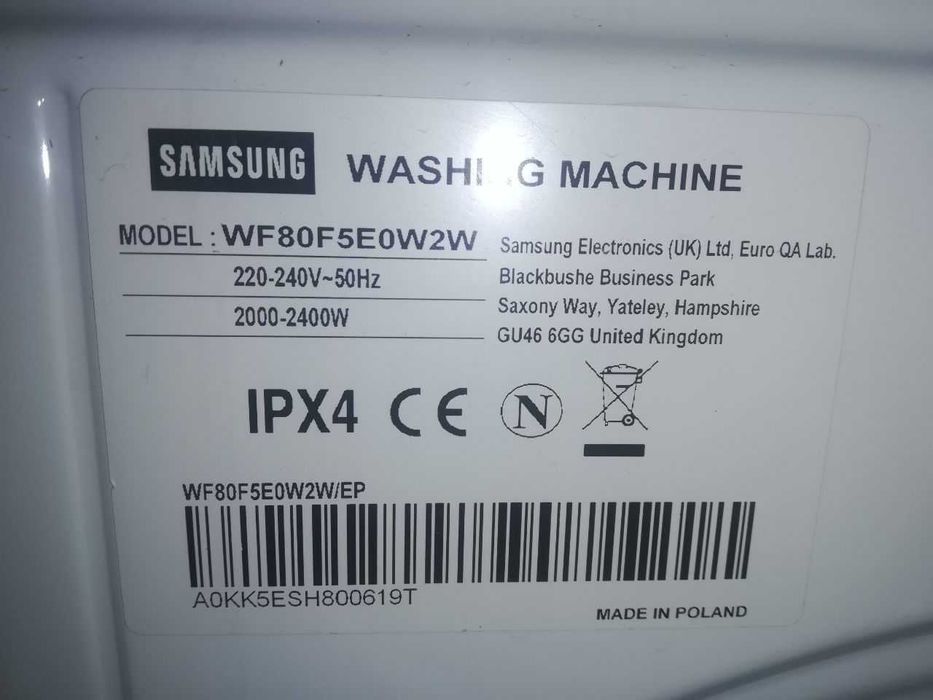 SAMSUNG WASHI G MACHINE
MODEL : WF80F5E0W2W
220-240V~50Hz
2000-2400W
Samsung Electronics (UK) Ltd, Euro QA Lab.
Blackbushe Business Park
Saxony Way, Yateley, Hampshire
GU46 6GG United Kingdom
IPX4 CE N
WF80F5E0W2W/EP
A0KK5ESH800619T
MADE IN POLAND